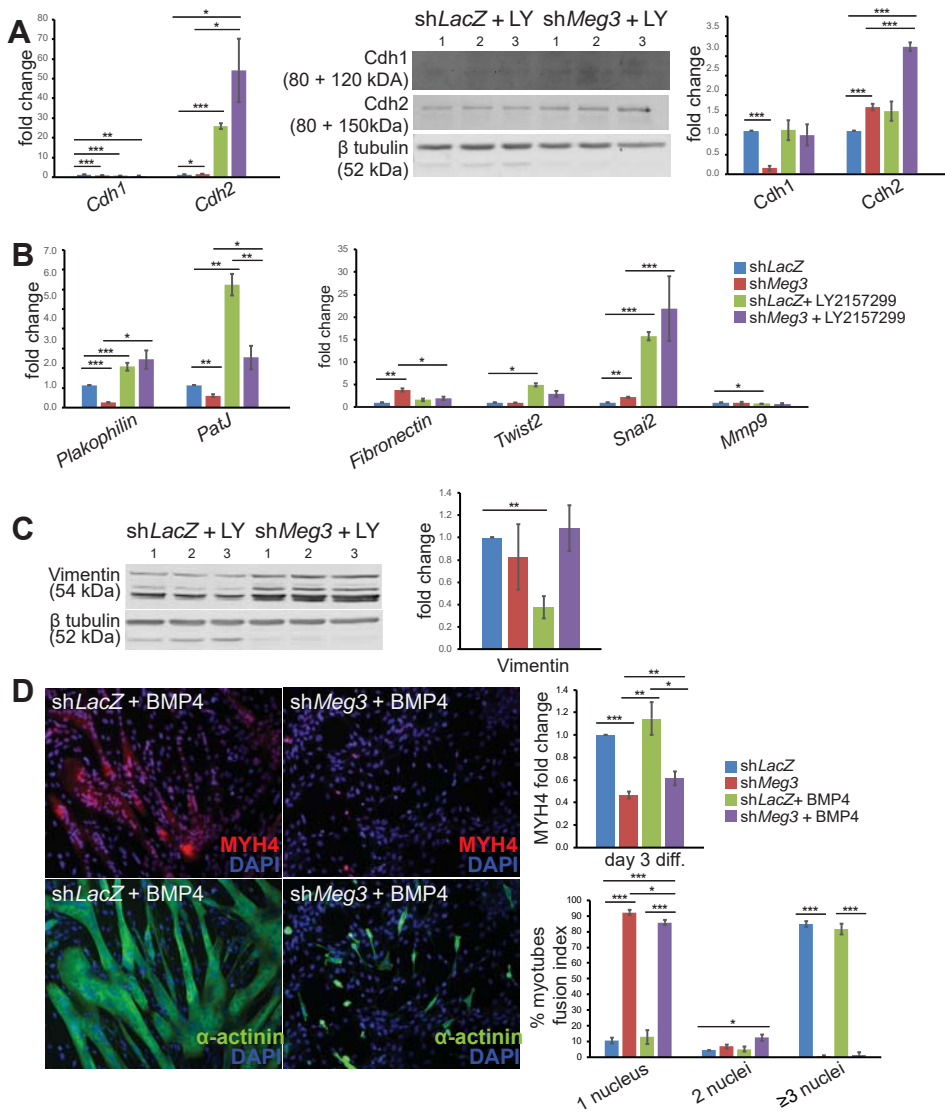 A
fold change
80
70
60
50
40
30
20
10
0
*
*
***
**
***
***
*
Cdh1
Cdh2
shLacZ + LY shMeg3 + LY
1 2 3 1 2 3
Cdh1
(80 + 120 kDA)
Cdh2
(80 + 150kDa)
β tubulin
(52 kDa)
fold change
3.5
3.0
2.5
2.0
1.5
1.0
0.5
0.0
***
***
***
***
Cdh1
Cdh2
B
fold change
7.0
6.0
5.0
4.0
3.0
2.0
1.0
0.0
*
**
**
*
***
***
**
Plakophilin
PatJ
fold change
35
30
25
20
15
10
5
0
***
***
*
**
*
**
*
Fibronectin
Twist2
Snai2
Mmp9
shLacZ
shMeg3
shLacZ+ LY2157299
shMeg3 + LY2157299
C
shLacZ + LY shMeg3 + LY
1 2 3 1 2 3
Vimentin
(54 kDa)
β tubulin
(52 kDa)
fold change
1.4
1.2
1.0
0.8
0.6
0.4
0.2
0.0
**
Vimentin
D
shLacZ + BMP4
MYH4
DAPI
shMeg3 + BMP4
MYH4
DAPI
shLacZ + BMP4
α-actinin
DAPI
shMeg3 + BMP4
α-actinin
DAPI
MYH4 fold change
1.4
1.2
1.0
0.8
0.6
0.4
0.2
0.0
**
*
**
***
day 3 diff.
shLacZ
shMeg3
shLacZ+ BMP4
shMeg3 + BMP4
% myotubes
fusion index
100
90
80
70
60
50
40
30
20
10
0
***
*
***
***
*
***
***
1 nucleus
2 nuclei
≥3 nuclei